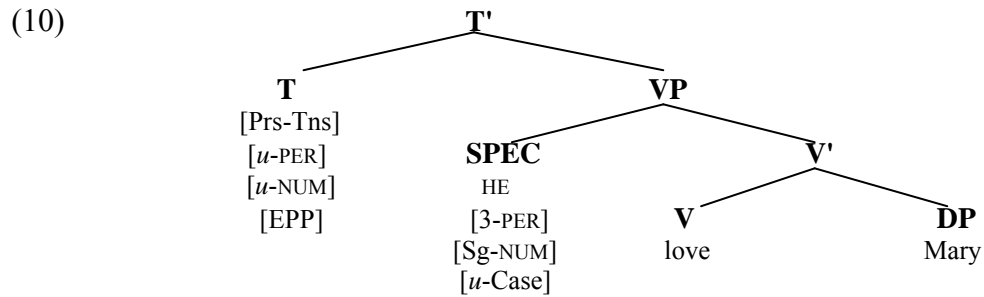 (10) T'
T VP
[Prs-Tns]
[u-PER] SPEC V'
[u-NUM] HE
[EPP] [3-PER] V DP
[Sg-NUM] love Mary
[u-Case]